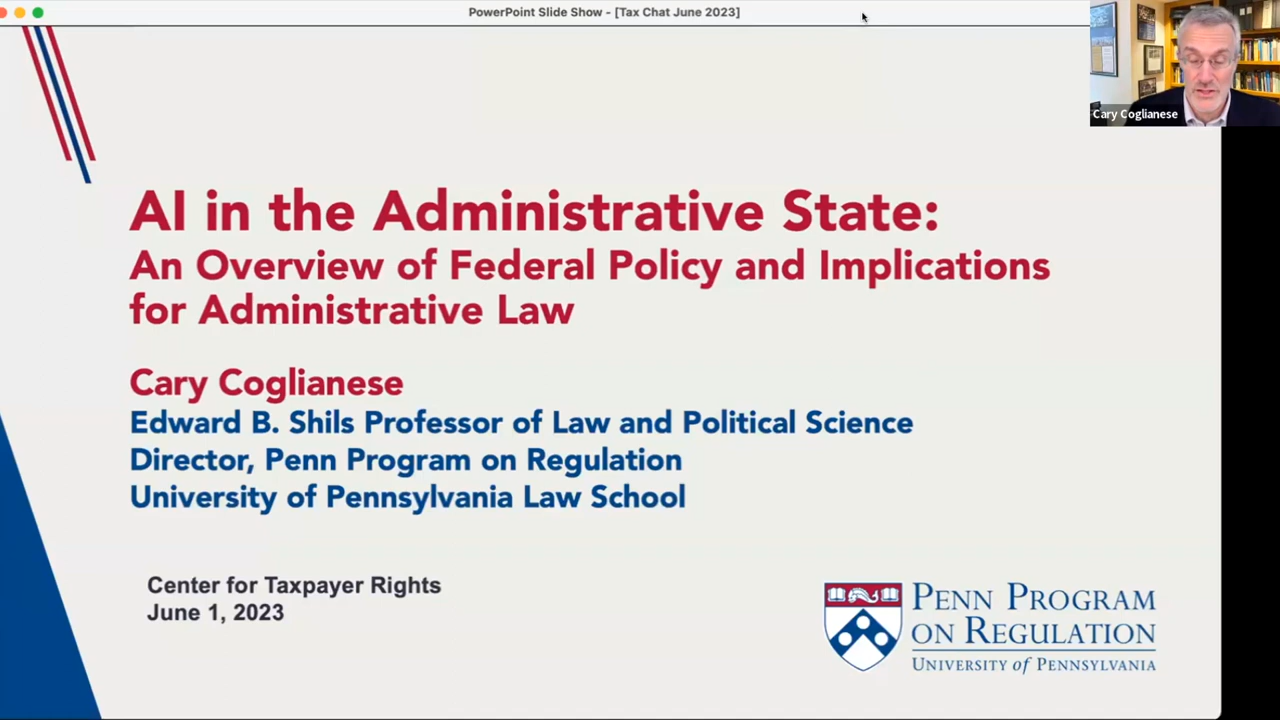 PowerPoint Slide Show - [Tax Chat June 2023]
Cary Coglianese
AI in the Administrative State:
An Overview of Federal Policy and Implications
for Administrative Law
Cary Coglianese
Edward B. Shils Professor of Law and Political Science
Director, Penn Program on Regulation
University of Pennsylvania Law School
Center for Taxpayer Rights
June 1, 2023
PENN PROGRAM
ON REGULATION
UNIVERSITY of PENNSYLVANIA